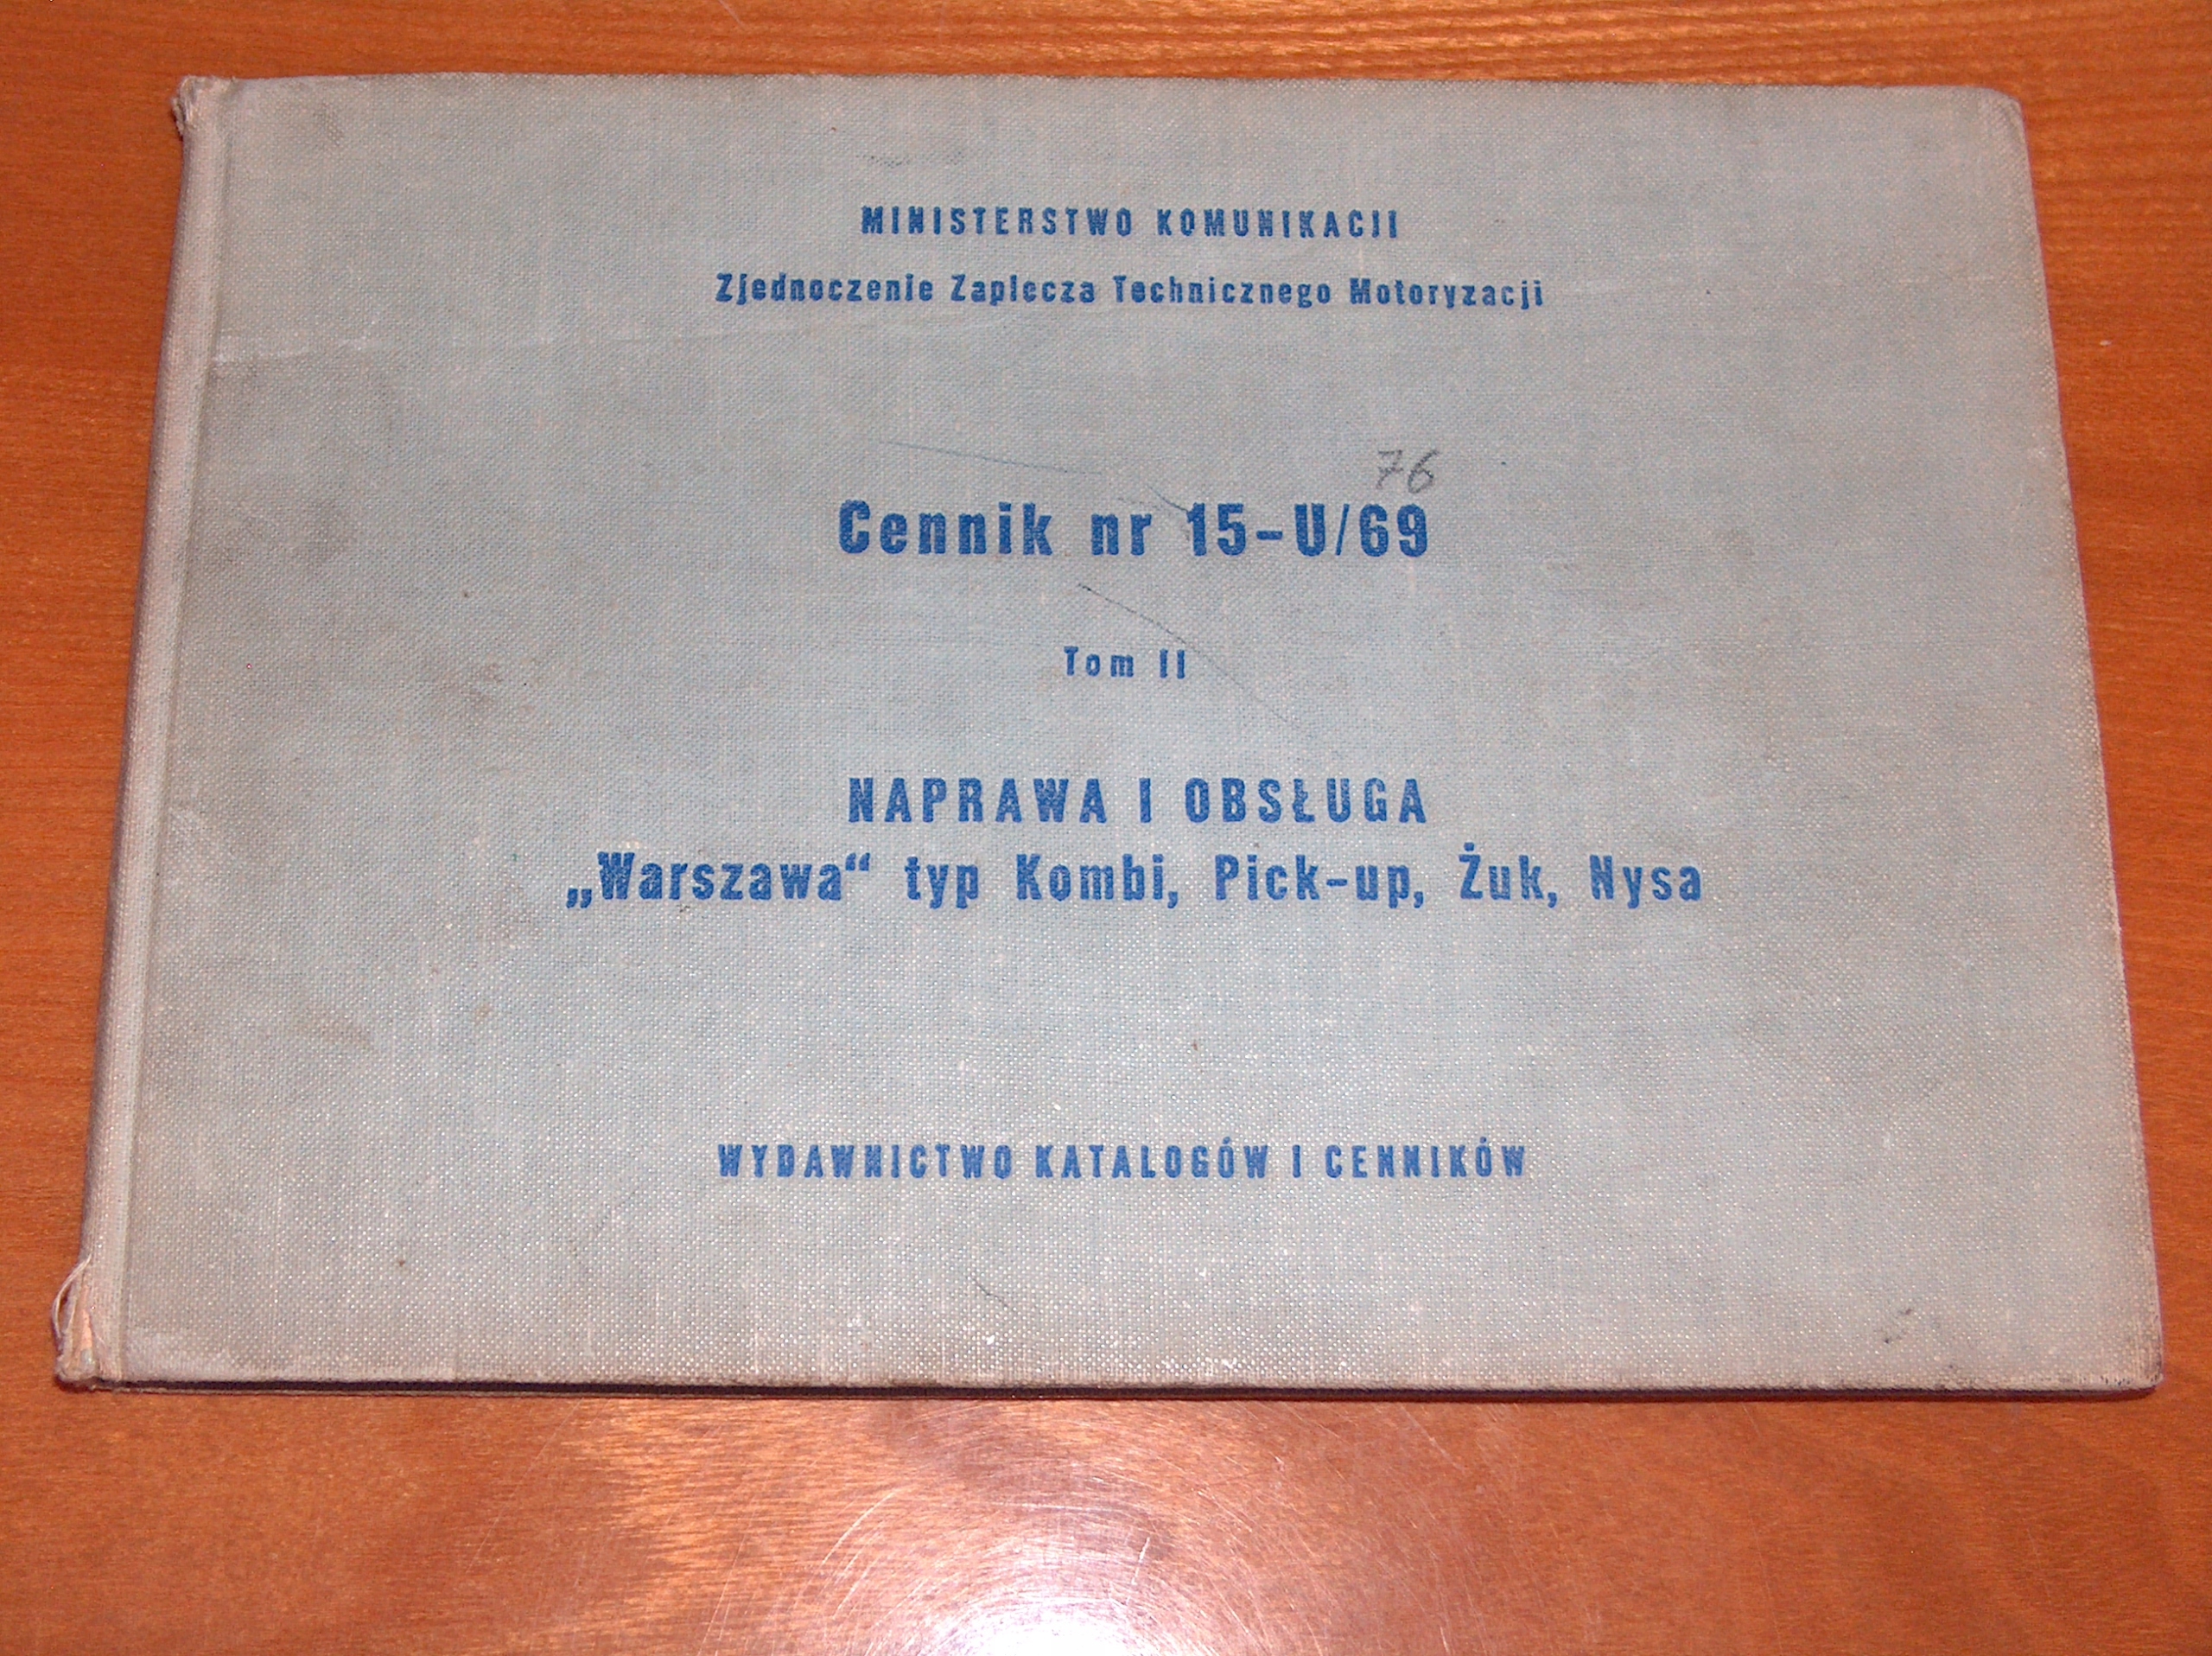 MINISTERSTWO KOMUNIKACJI
Zjednoczenie Zaplecza Technicznego Motoryzacji
76
Cennik nr 15-U/69
Tom II
NAPRAWA I OBSŁUGA
„Warszawa“ typ Kombi, Pick-up, Żuk, Nysa
WYDAWNICTWO KATALOGÓW I CENNIKÓW